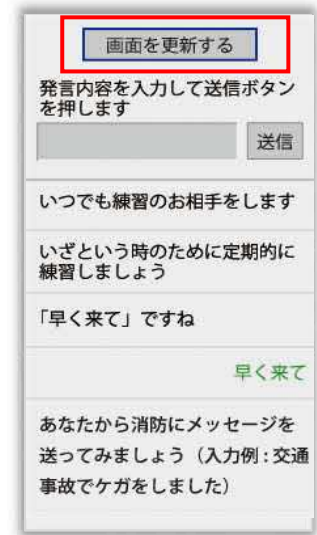 画面を更新する
発言内容を入力して送信ボタン
を押します
送信
いつでも練習のお相手をします
いざという時のために定期的に
練習しましょう
「早く来て」ですね
早く来て
あなたから消防にメッセージを
送ってみましょう（入力例：交通
事故でケガをしました）